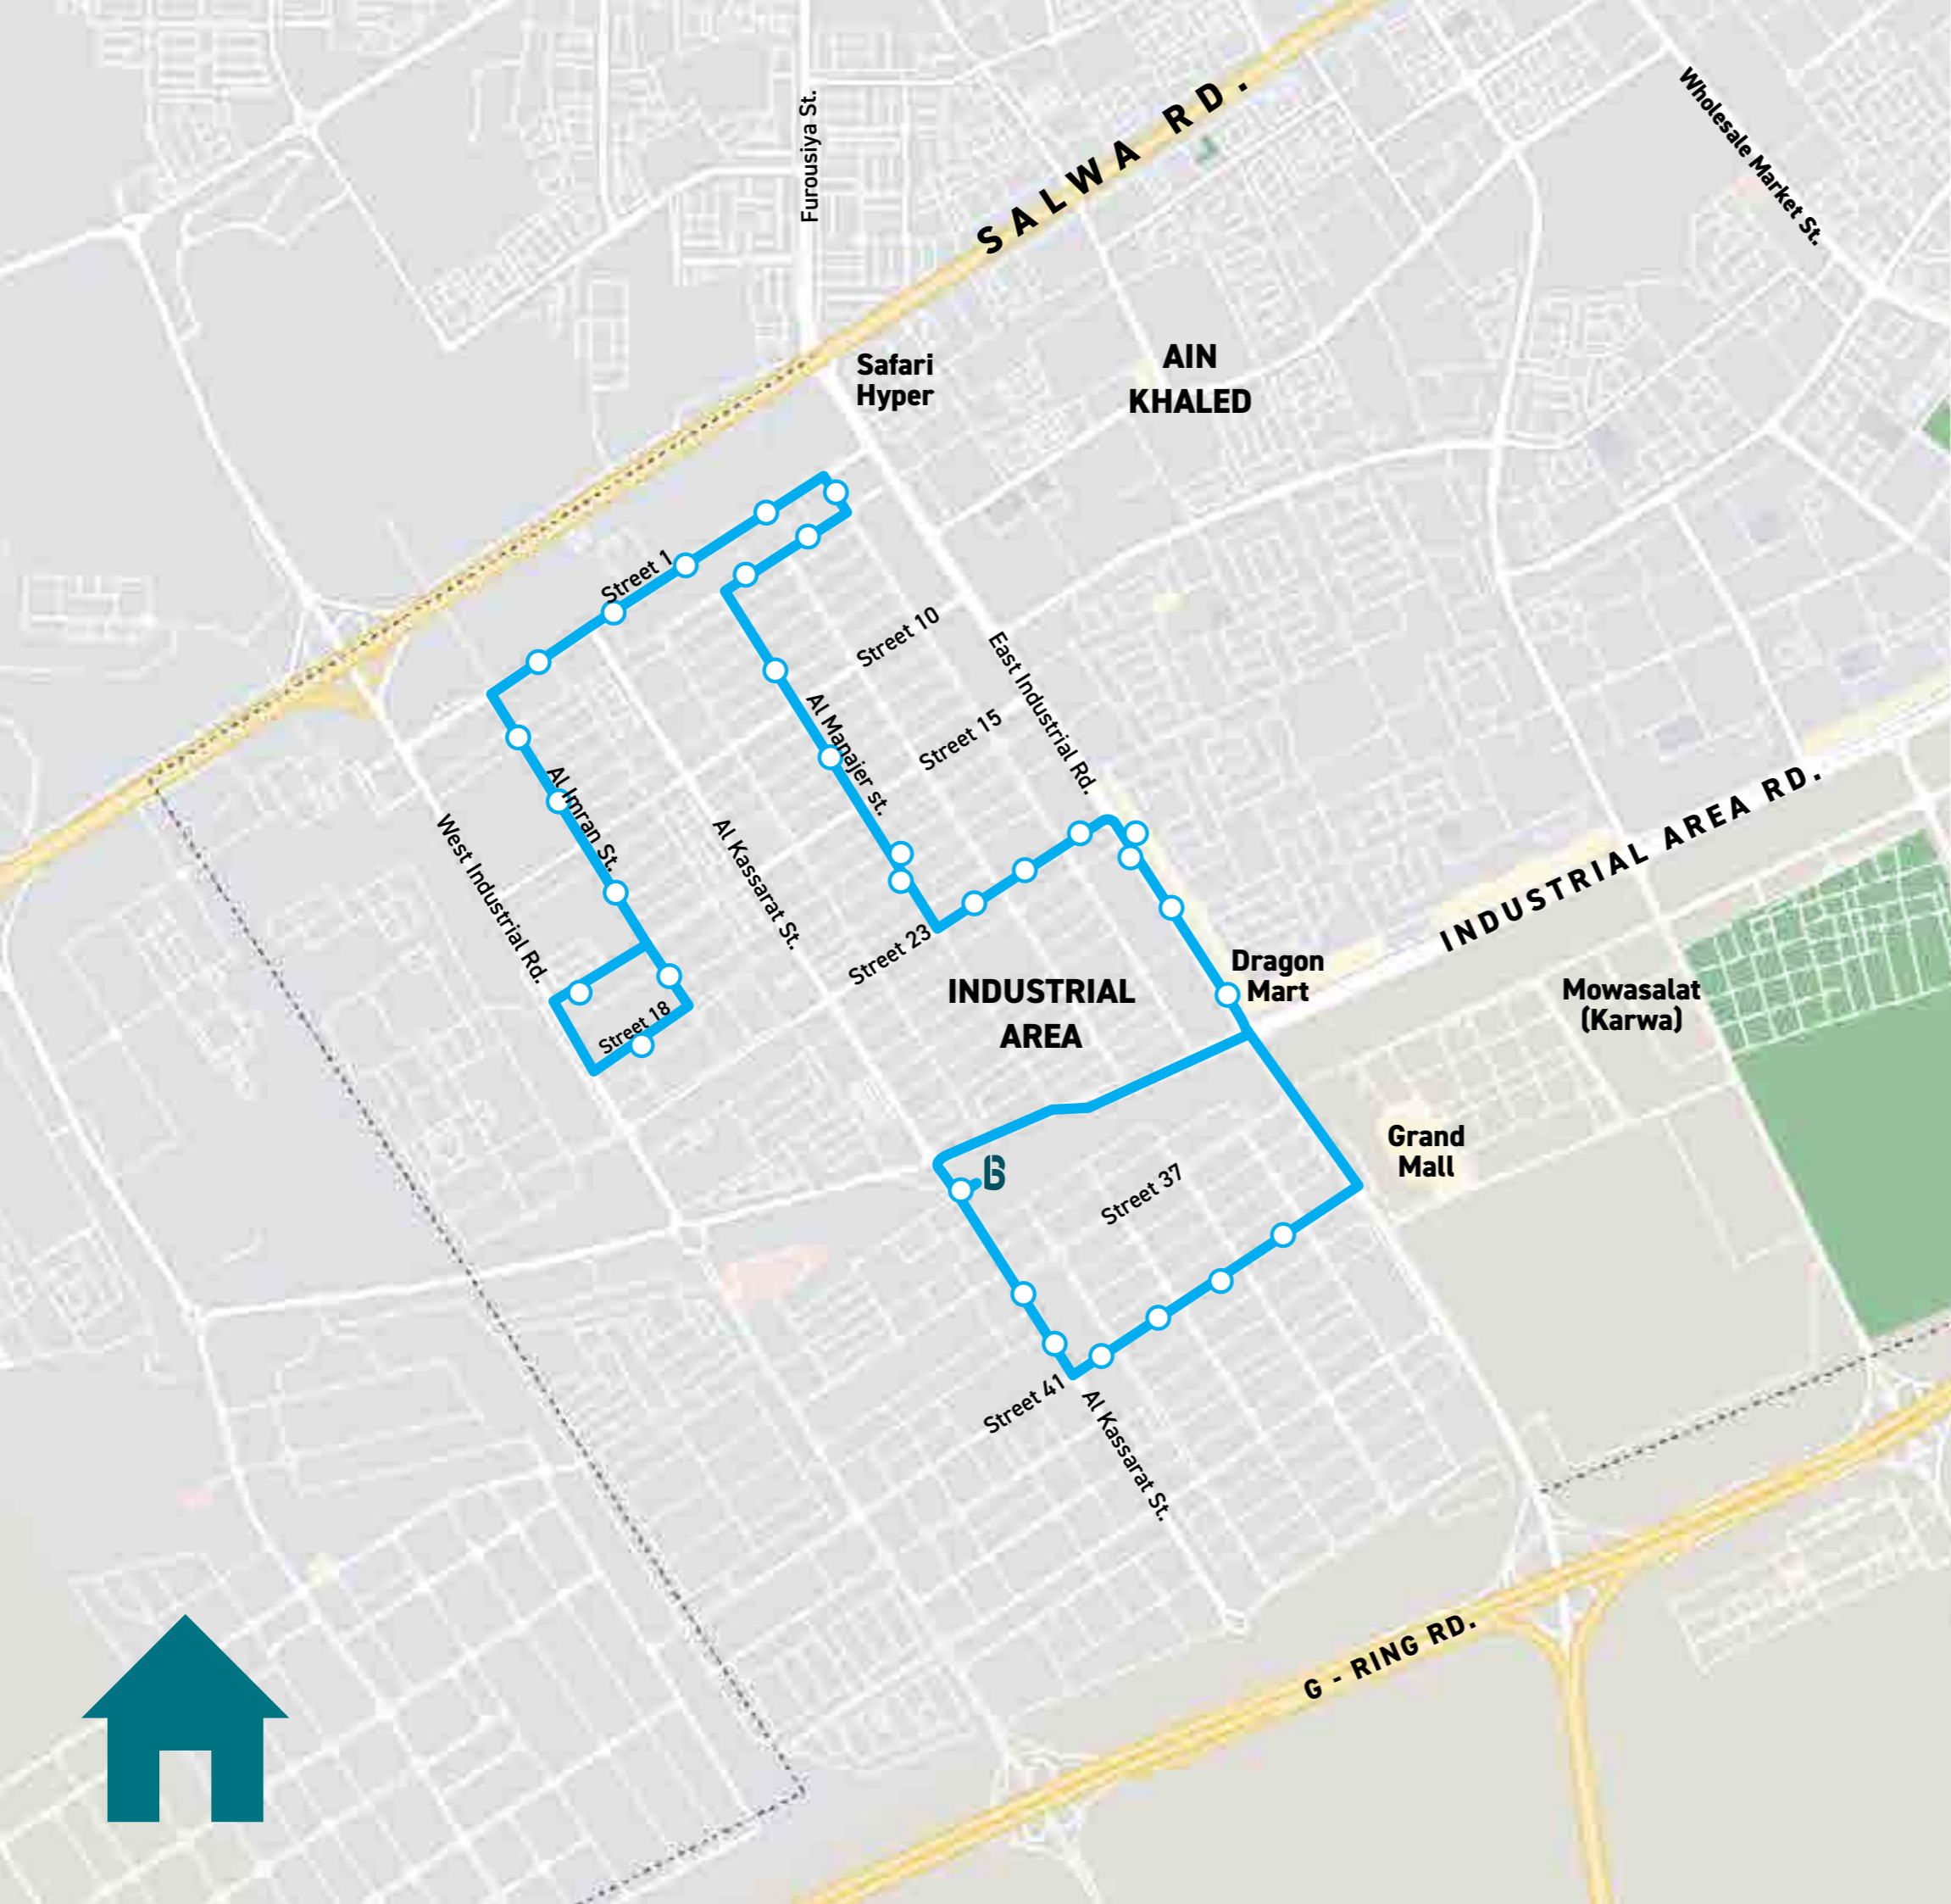 Wholesale Market St.
Furousiya St.
SALWA RD.
Safari
Hyper
AIN
KHALED
Street 1
Street 10
East Industrial Rd.
Al Manajer st.
Street 15
Al Imran St.
West Industrial Rd.
Al Kassarat St.
INDUSTRIAL AREA RD.
Street 23
Dragon
Mart
INDUSTRIAL
AREA
Mowasalat
(Karwa)
Street 18
Grand
Mall
Street 37
Street 41
Al Kassarat St.
G - RING RD.